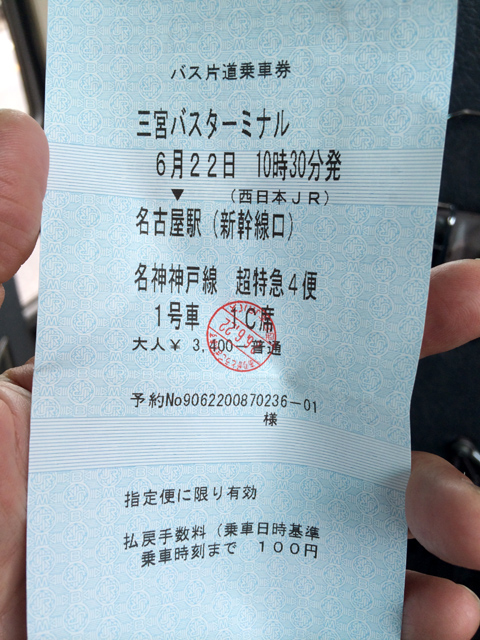 バス片道乗車券
三宮バスターミナル
6月22日 10時30分発
▼ (西日本JR)
名古屋駅(新幹線口)
名神神戸線 超特急4便
1号車 1C席
大人¥ 3,400-普通
予約No9062200870236-01
様
指定便に限り有効
払戻手数料(乗車日時基準
乗車時刻まで 100円